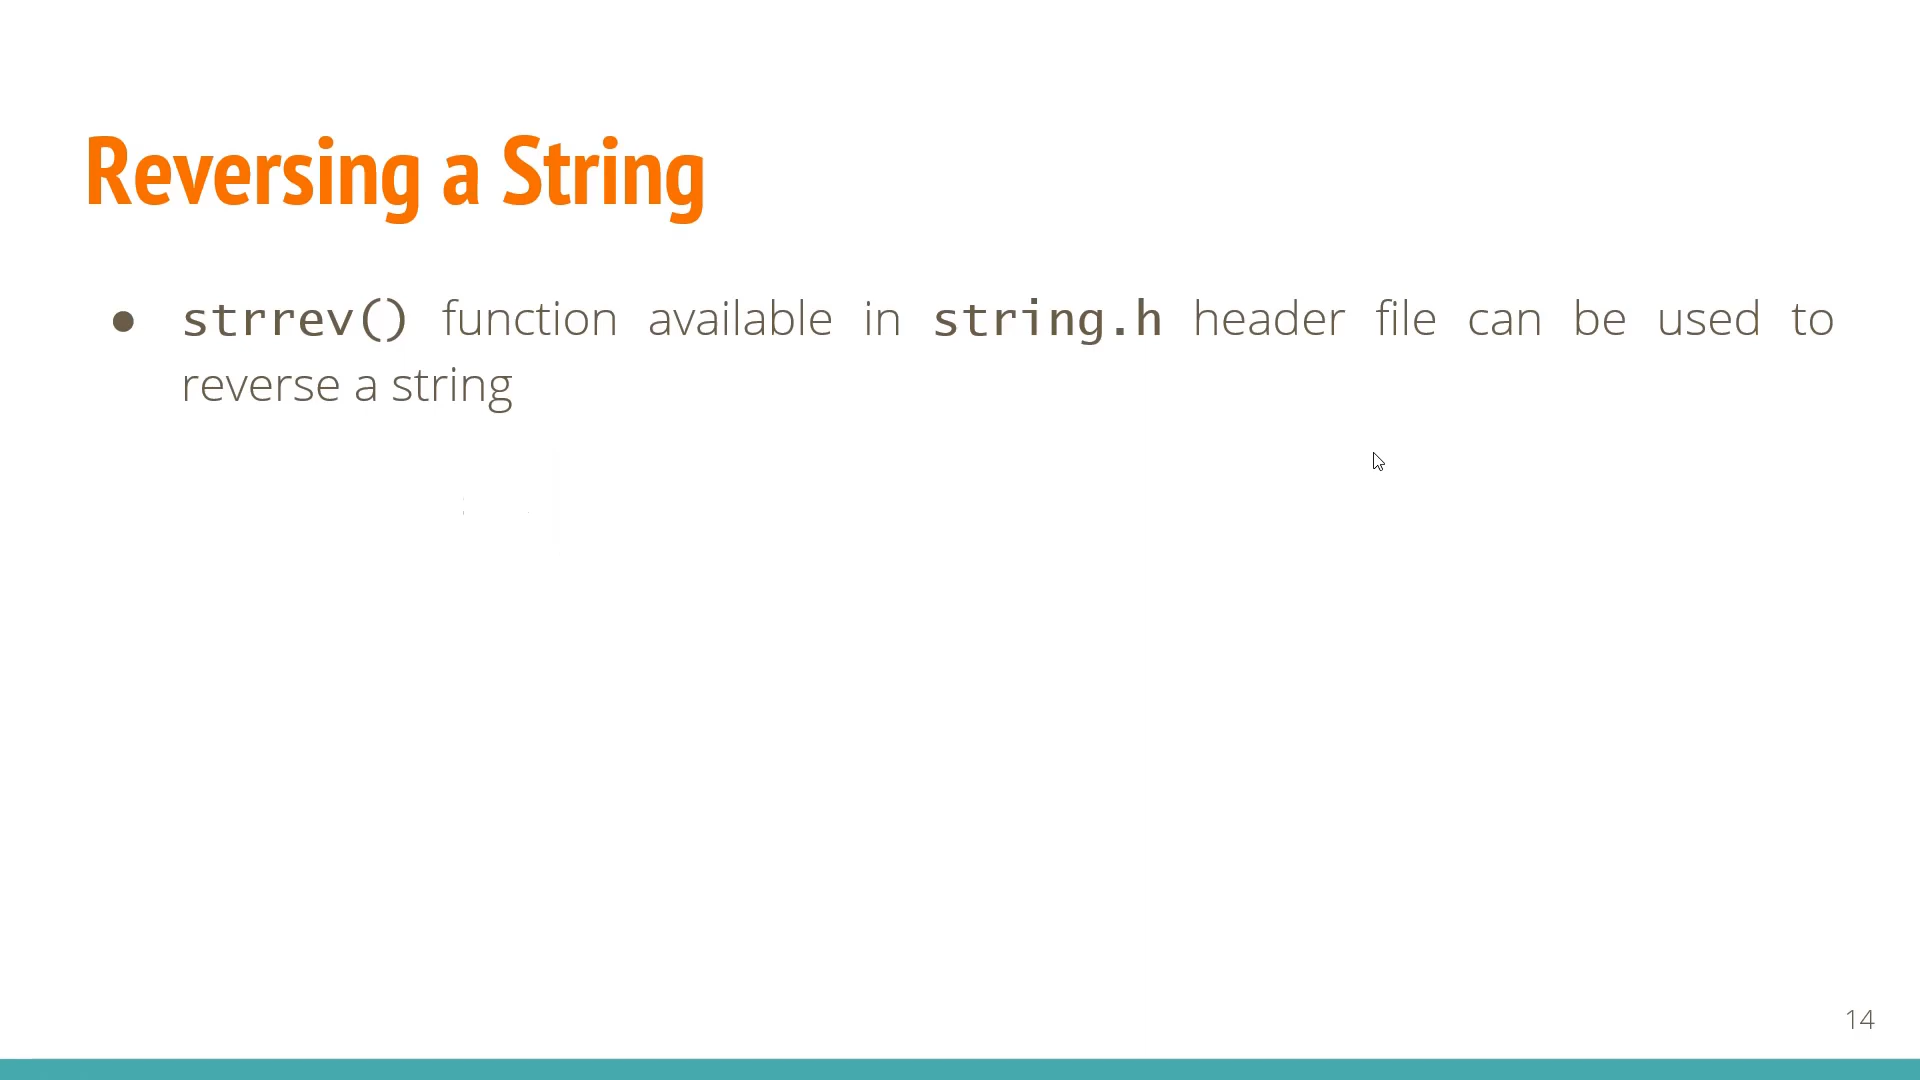 Reversing a String
● strrev() function available in string.h header file can be used to
reverse a string
14